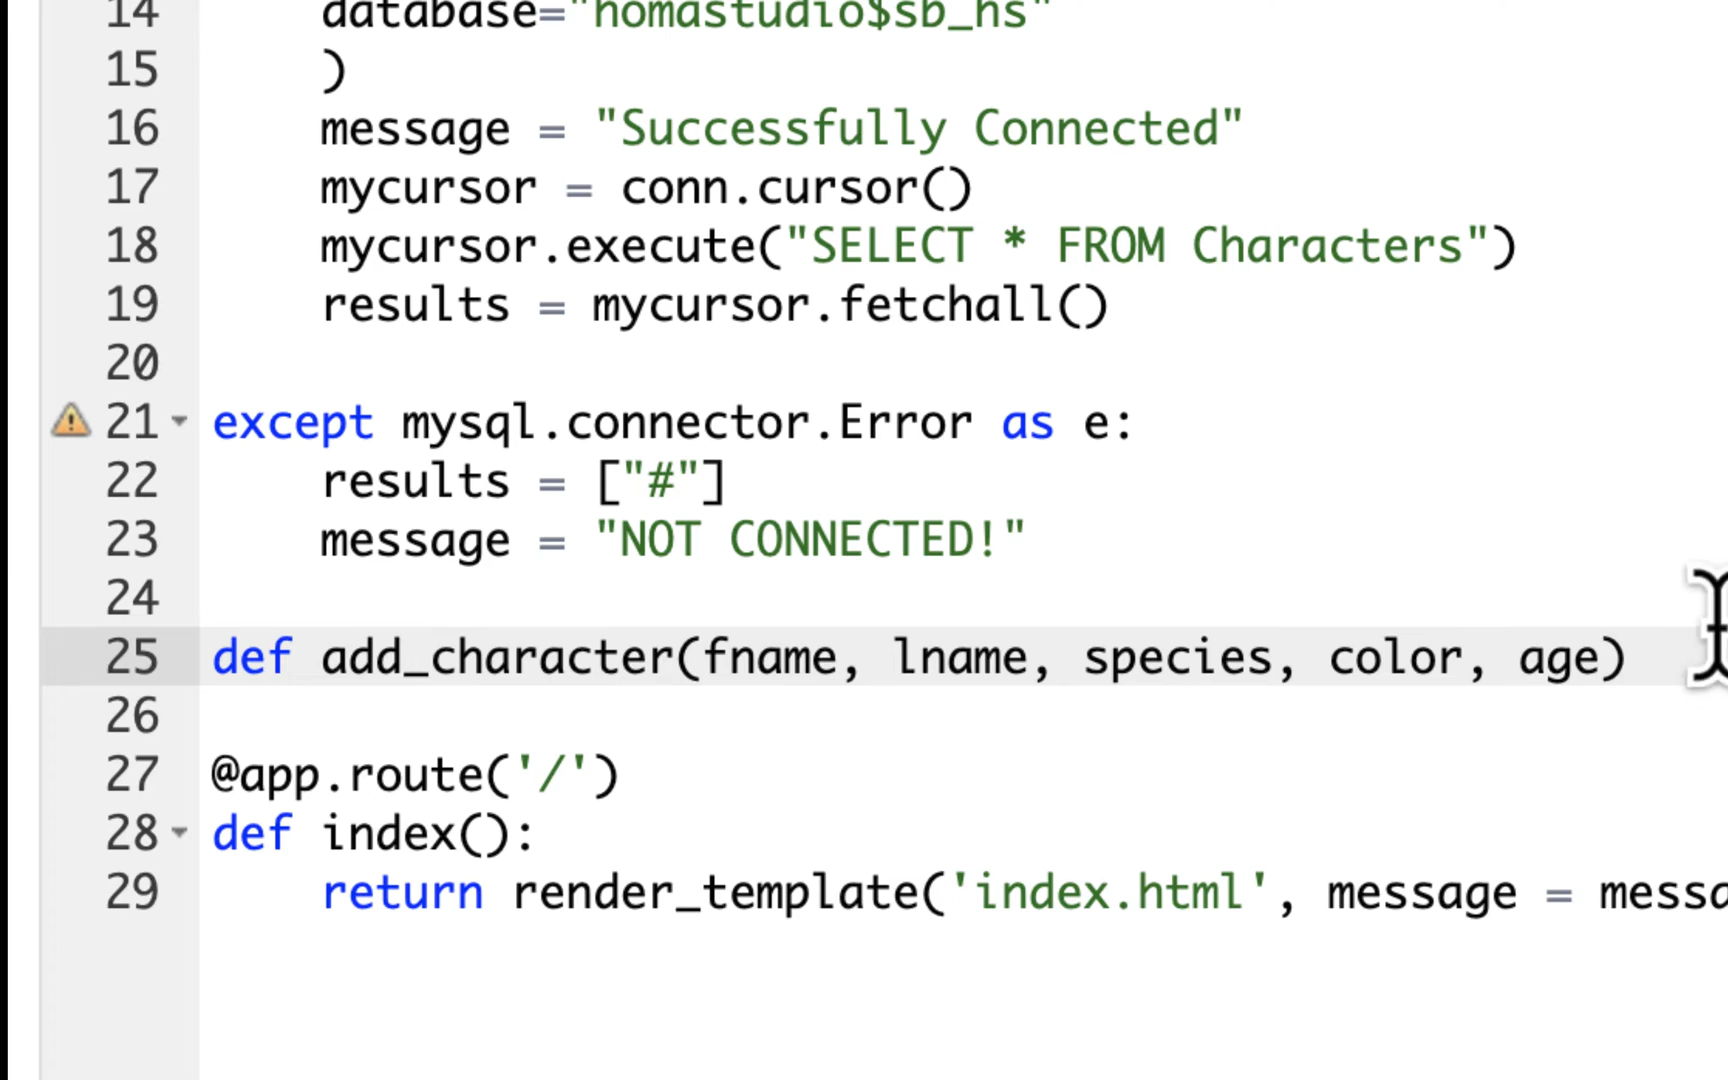 14 database="homastudio$sb_hs"
15 )
16 message = "Successfully Connected"
17 mycursor = conn.cursor()
18 mycursor.execute("SELECT * FROM Characters")
19 results = mycursor.fetchall()
20
21 except mysql.connector.Error as e:
22 results = ["#"]
23 message = "NOT CONNECTED!"
24
25 def add_character(fname, lname, species, color, age)
26
27 @app.route('/')
28 def index():
29 return render_template('index.html', message = messa